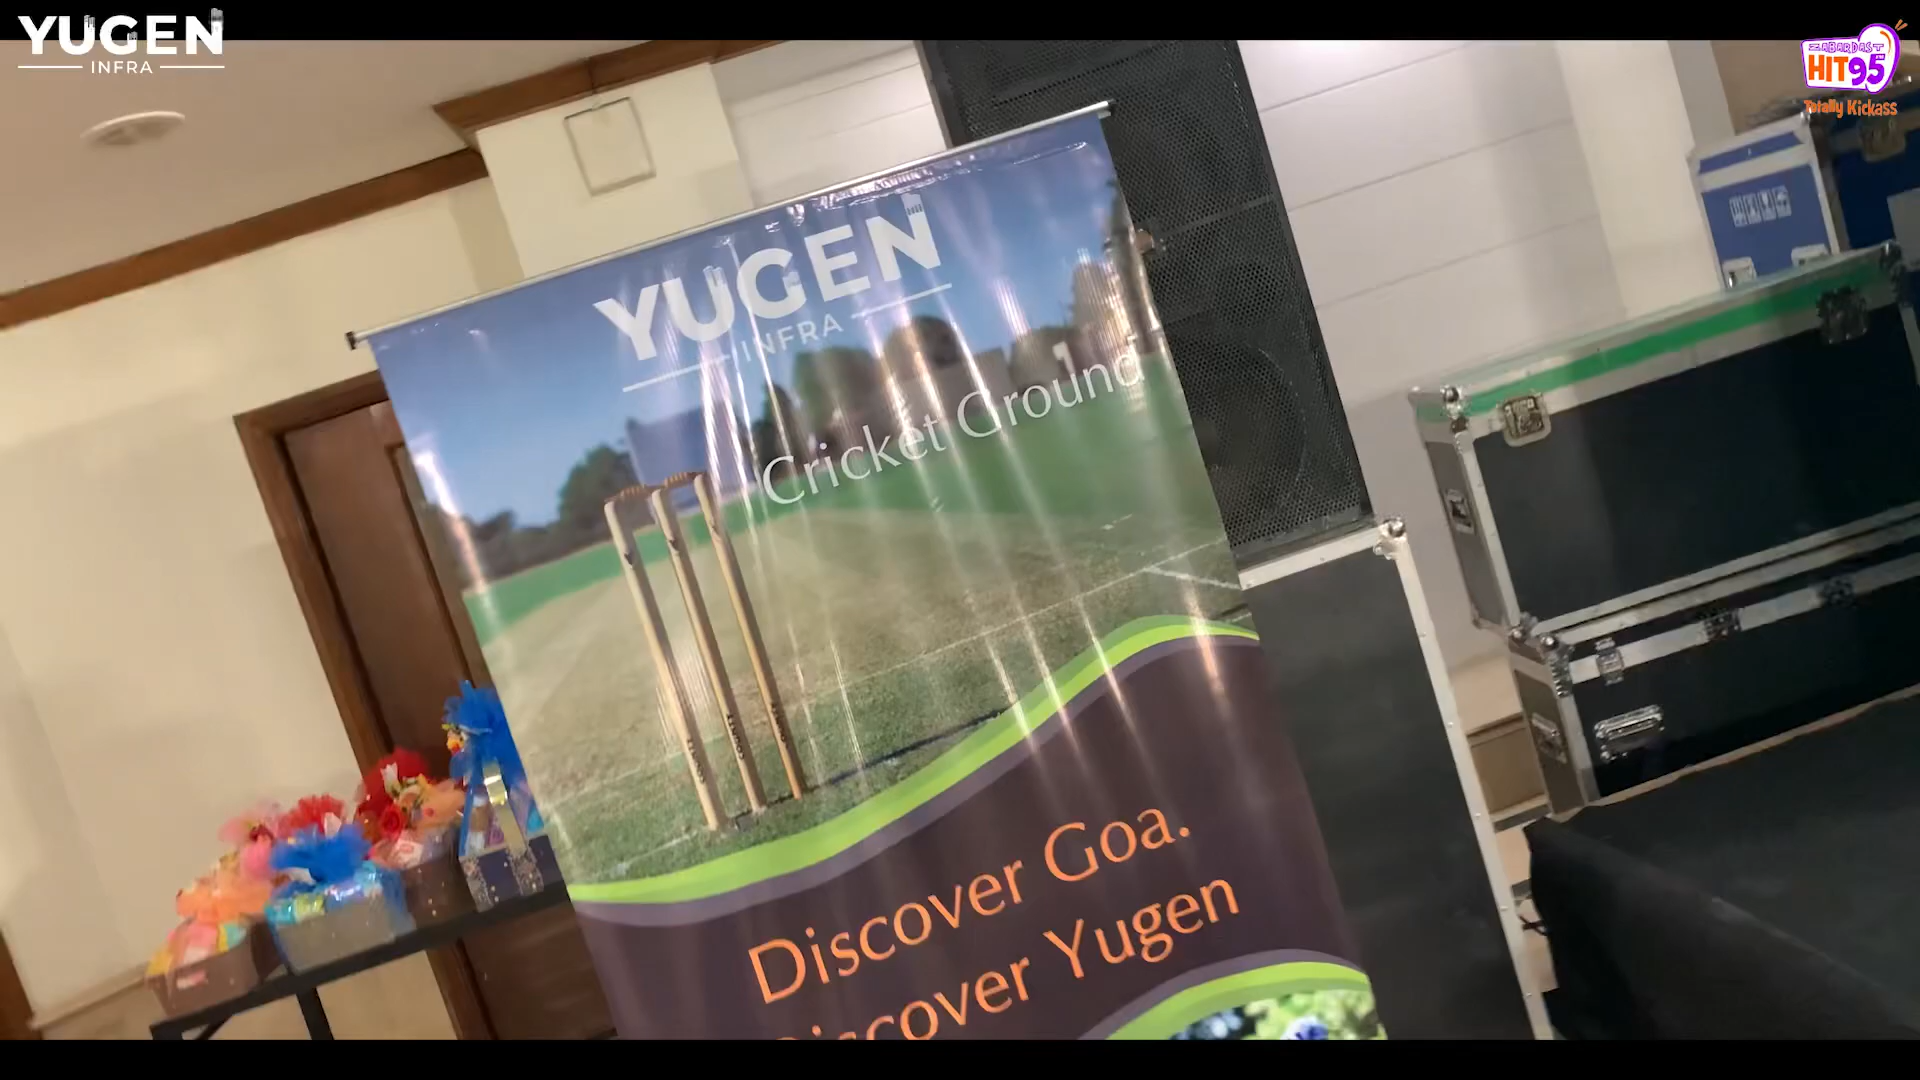 YUGEN
INFRA
ZABARDAST
HIT95
Totally Kickass
YUGEN
INFRA
Cricket Ground
Discover Goa.
Discover Yugen